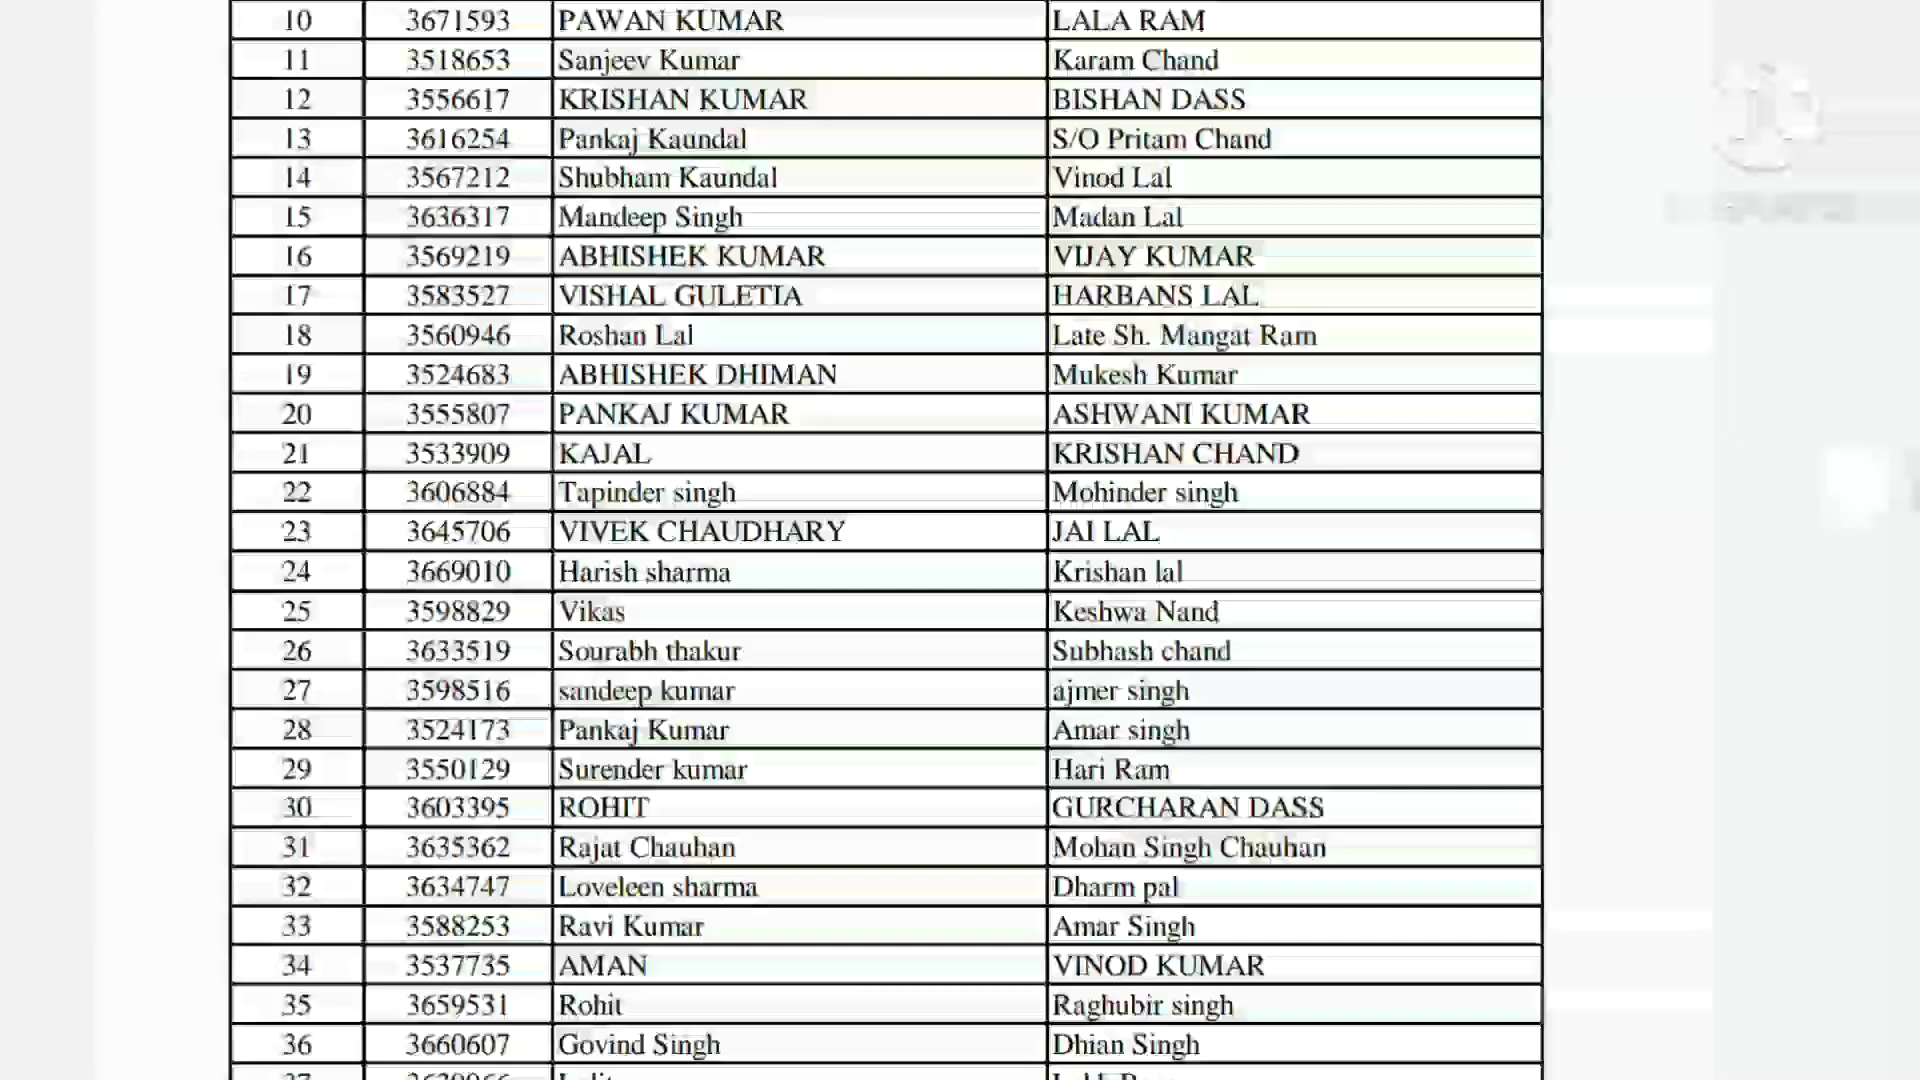 10 3671593 PAWAN KUMAR LALA RAM
11 3518653 Sanjeev Kumar Karam Chand
12 3556617 KRISHAN KUMAR BISHAN DASS
13 3616254 Pankaj Kaundal S/O Pritam Chand
14 3567212 Shubham Kaundal Vinod Lal
15 3636317 Mandeep Singh Madan Lal
16 3569219 ABHISHEK KUMAR VIJAY KUMAR
17 3583527 VISHAL GULETIA HARBANS LAL
18 3560946 Roshan Lal Late Sh. Mangat Ram
19 3524683 ABHISHEK DHIMAN Mukesh Kumar
20 3555807 PANKAJ KUMAR ASHWANI KUMAR
21 3533909 KAJAL KRISHAN CHAND
22 3606884 Tapinder singh Mohinder singh
23 3645706 VIVEK CHAUDHARY JAI LAL
24 3669010 Harish sharma Krishan lal
25 3598829 Vikas Keshwa Nand
26 3633519 Sourabh thakur Subhash chand
27 3598516 sandeep kumar ajmer singh
28 3524173 Pankaj Kumar Amar singh
29 3550129 Surender kumar Hari Ram
30 3603395 ROHIT GURCHARAN DASS
31 3635362 Rajat Chauhan Mohan Singh Chauhan
32 3634747 Loveleen sharma Dharm pal
33 3588253 Ravi Kumar Amar Singh
34 3537735 AMAN VINOD KUMAR
35 3659531 Rohit Raghubir singh
36 3660607 Govind Singh Dhian Singh